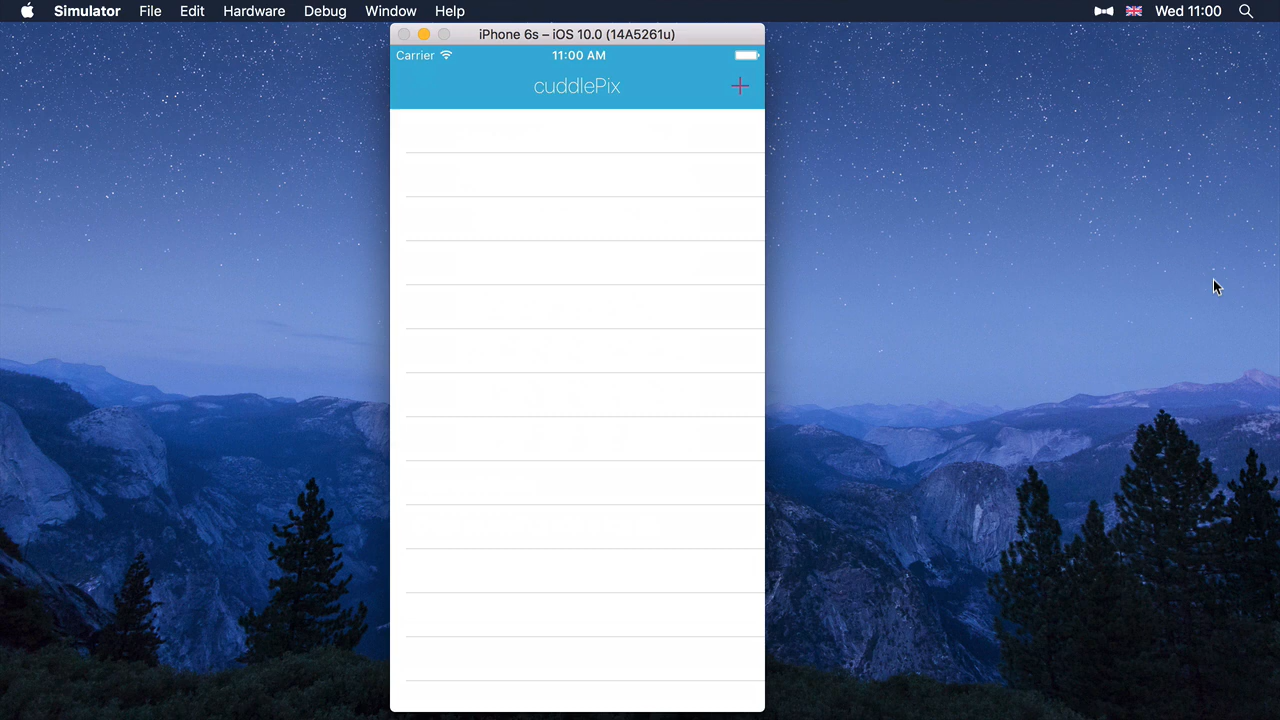 Simulator File Edit Hardware Debug Window Help Wed 11:00
iPhone 6s – iOS 10.0 (14A5261u)
Carrier 11:00 AM
cuddlePix +